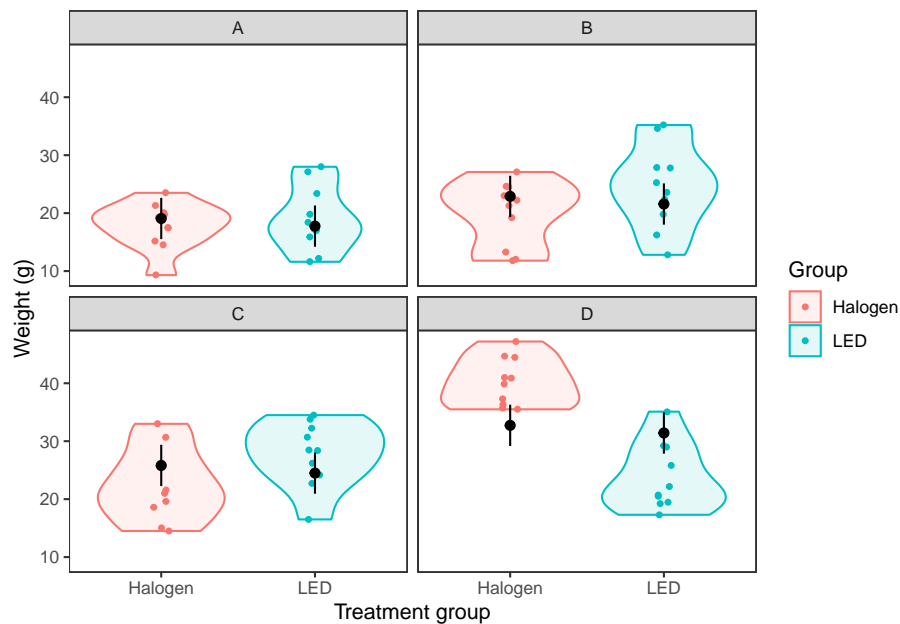 A
B
40
30
20
10
C
D
40
30
20
10
Halogen
LED
Halogen
LED
Treatment group
Weight (g)
Group
Halogen
LED